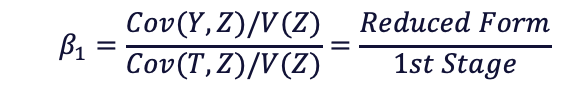 β₁ = Cov(Y, Z)/V(Z) / Cov(T, Z)/V(Z) = Reduced Form / 1st Stage